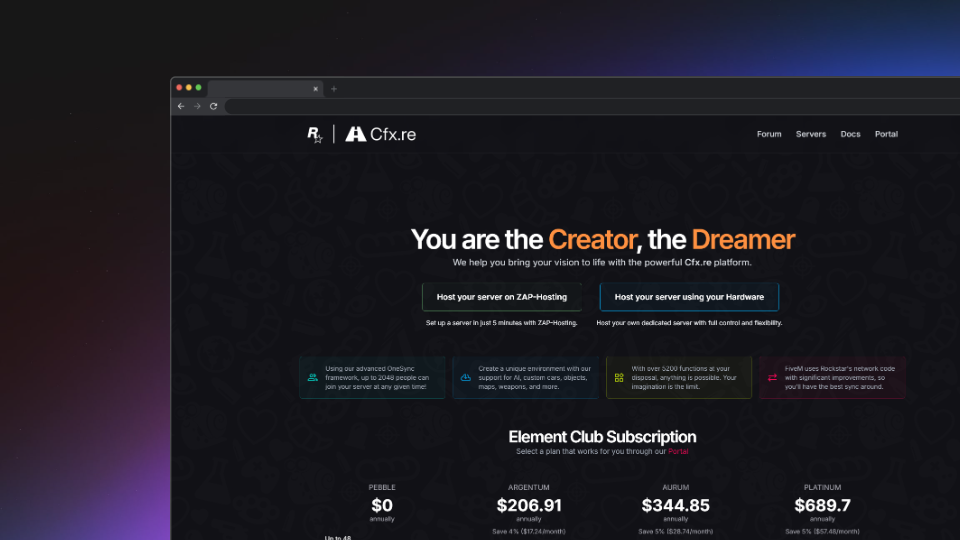 R | Cfx.re
Forum Servers Docs Portal
You are the Creator, the Dreamer
We help you bring your vision to life with the powerful Cfx.re platform.
Host your server on ZAP-Hosting
Host your server using your Hardware
Set up a server in just 5 minutes with ZAP-Hosting.
Host your own dedicated server with full control and flexibility.
Using our advanced OneSync
framework, up to 2048 people can
join your server at any given time!
Create a unique environment with our
support for AI, custom cars, objects,
maps, weapons, and more.
With over 5200 functions at your
disposal, anything is possible. Your
imagination is the limit.
FiveM uses Rockstar's network code
with significant improvements, so
you'll have the best sync around.
Element Club Subscription
Select a plan that works for you through our Portal
PEBBLE
$0
annually
Up to 48
ARGENTUM
$206.91
annually
Save 4% ($17.24/month)
AURUM
$344.85
annually
Save 5% ($28.74/month)
PLATINUM
$689.7
annually
Save 5% ($57.48/month)